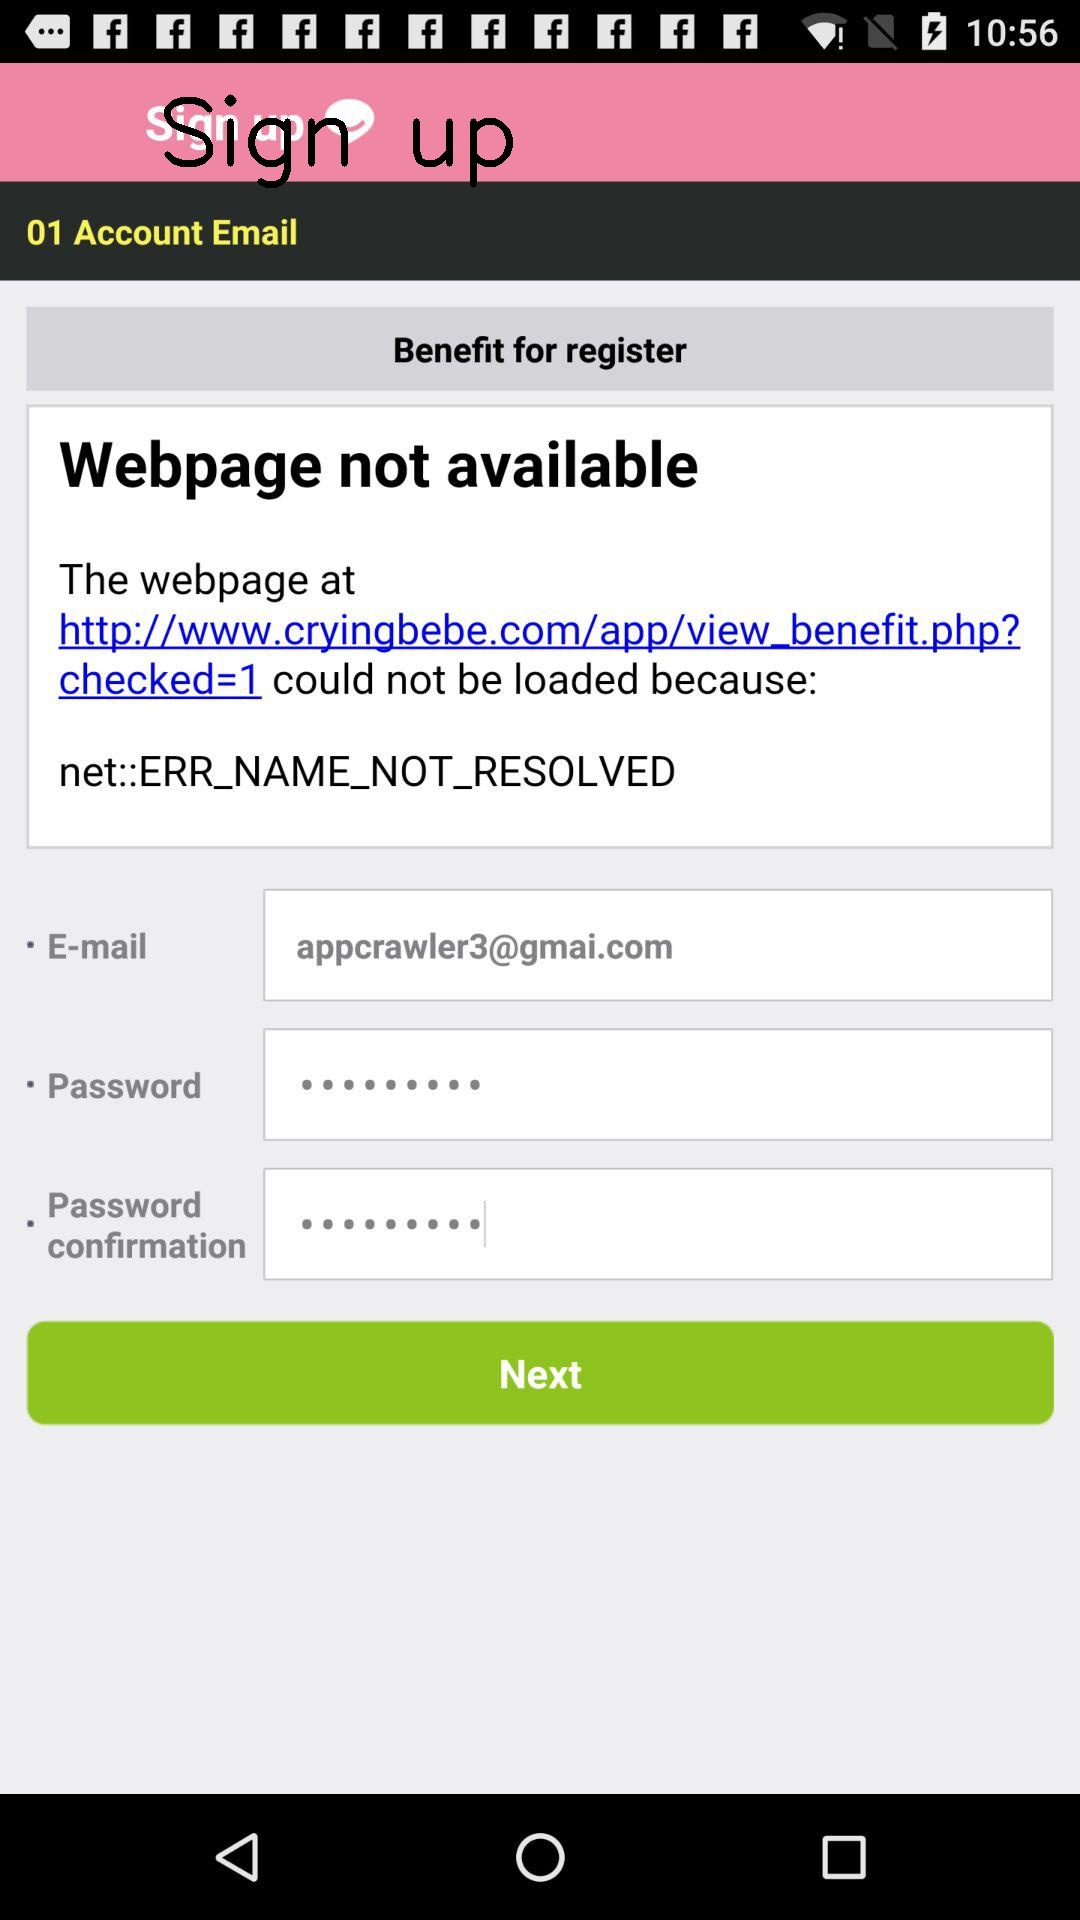 10:56
Sign up
Sign up
01 Account Email
Benefit for register
Webpage not available
The webpage at
http://www.cryingbebe.com/app/view_benefit.php?
checked=1 could not be loaded because:
net::ERR_NAME_NOT_RESOLVED
E-mail
appcrawler3@gmai.com
Password
Password
confirmation
Next